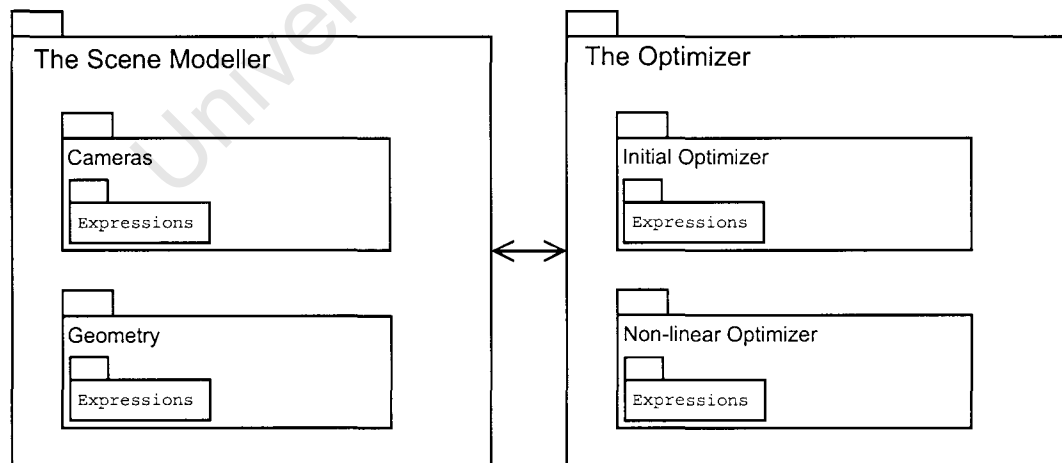 The Scene Modeller
Cameras
Expressions
Geometry
Expressions
The Optimizer
Initial Optimizer
Expressions
Non-linear Optimizer
Expressions